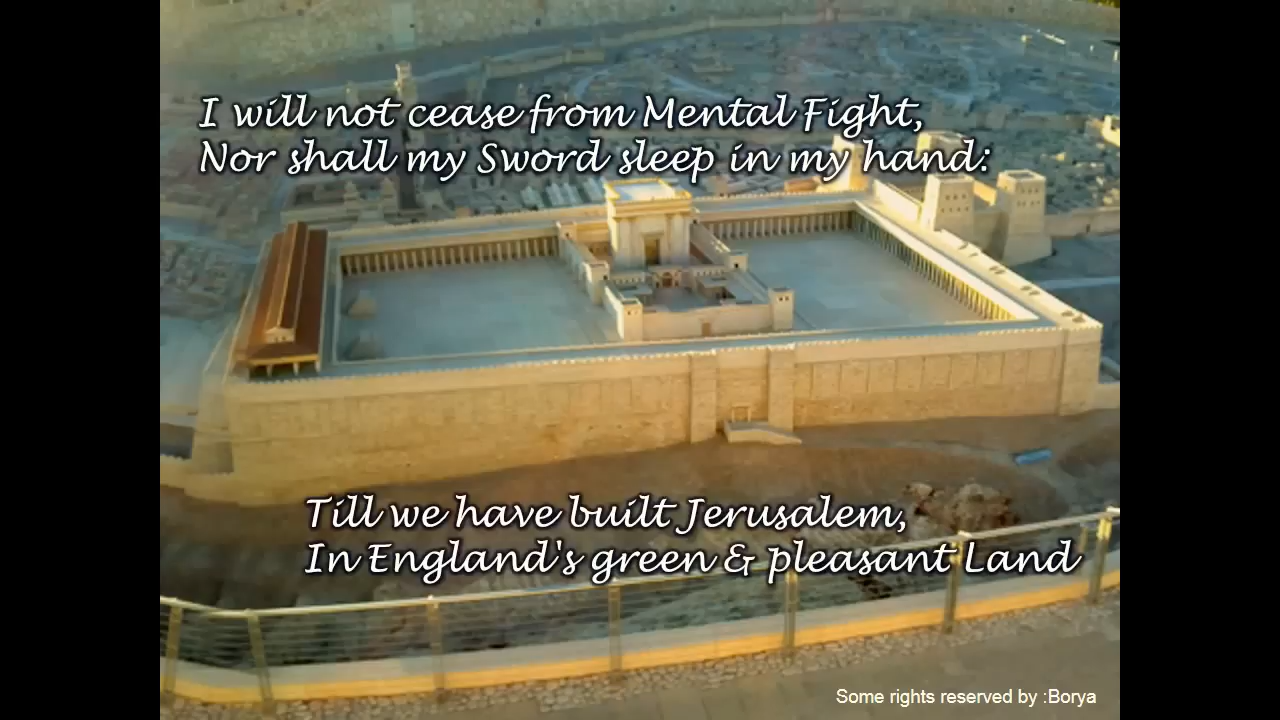 I will not cease from Mental Fight,
Nor shall my Sword sleep in my hand:
Till we have built Jerusalem,
In England's green & pleasant Land
Some rights reserved by :Borya